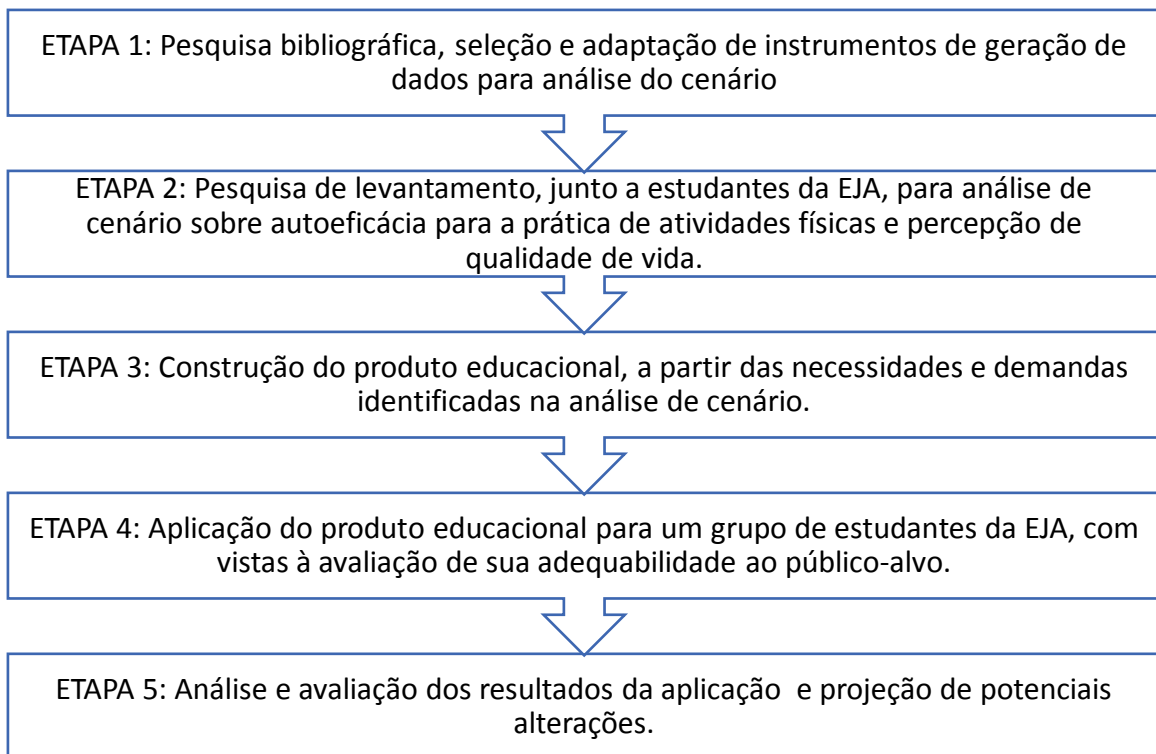 ETAPA 1: Pesquisa bibliográfica, seleção e adaptação de instrumentos de geração de
dados para análise do cenário
ETAPA 2: Pesquisa de levantamento, junto a estudantes da EJA, para análise de
cenário sobre autoeficácia para a prática de atividades físicas e percepção de
qualidade de vida.
ETAPA 3: Construção do produto educacional, a partir das necessidades e demandas
identificadas na análise de cenário.
ETAPA 4: Aplicação do produto educacional para um grupo de estudantes da EJA, com
vistas à avaliação de sua adequabilidade ao público-alvo.
ETAPA 5: Análise e avaliação dos resultados da aplicação e projeção de potenciais
alterações.